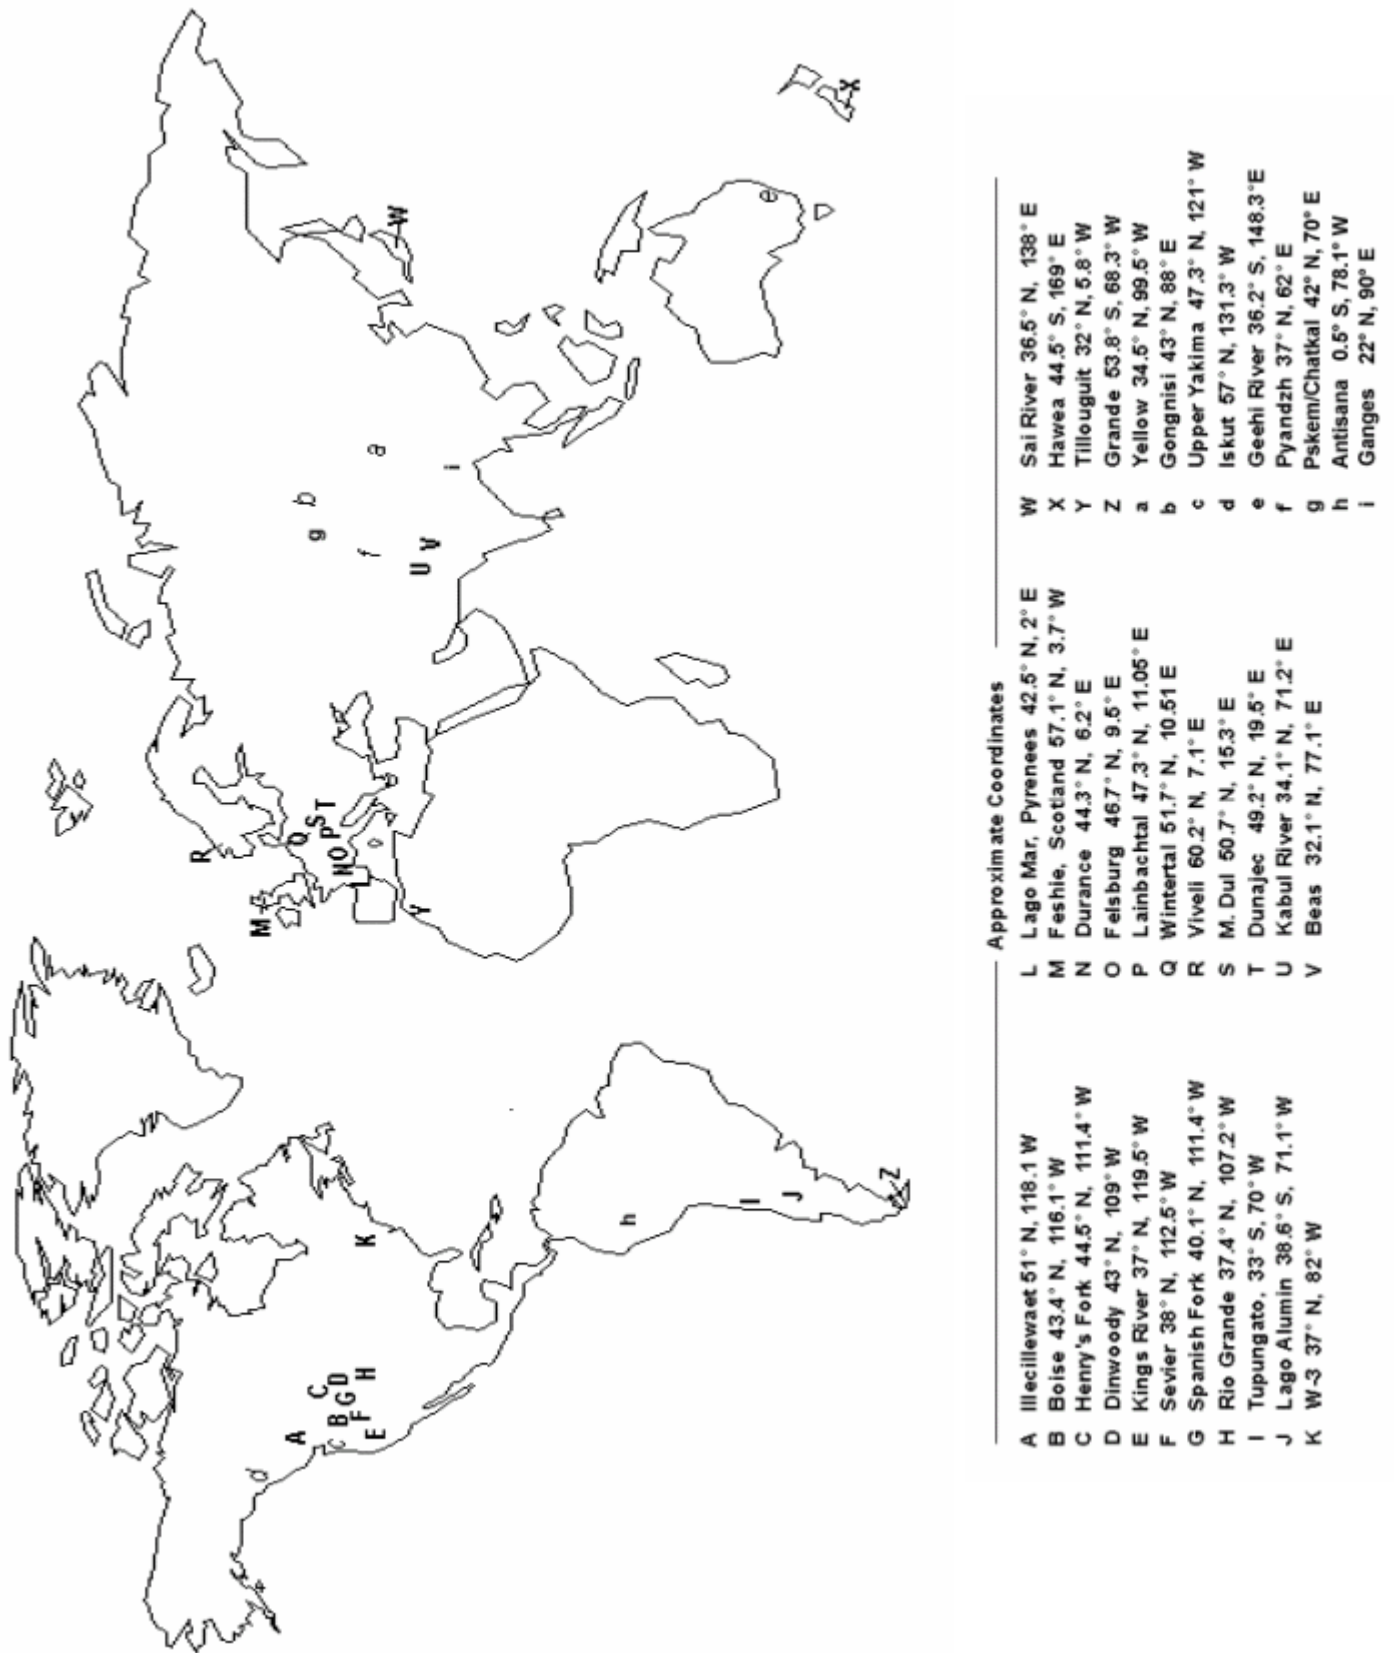 R
M
Q
S
T
P
O
N
L
Y
g
b
f
a
U
V
i
W
e
X
d
A
c
C
B
D
G
F
E
H
K
h
I
J
Z
Approximate Coordinates
A Illecillewaet 51° N, 118.1 W
B Boise 43.4° N, 116.1° W
C Henry's Fork 44.5° N, 111.4° W
D Dinwoody 43° N, 109° W
E Kings River 37° N, 119.5° W
F Sevier 38° N, 112.5° W
G Spanish Fork 40.1° N, 111.4° W
H Rio Grande 37.4° N, 107.2° W
I Tupungato, 33° S, 70° W
J Lago Alumin 38.6° S, 71.1° W
K W-3 37° N, 82° W
L Lago Mar, Pyrenees 42.5° N, 2° E
M Feshie, Scotland 57.1° N, 3.7° W
N Durance 44.3° N, 6.2° E
O Felsburg 46.7° N, 9.5° E
P Lainbachtal 47.3° N, 11.05° E
Q Wintertal 51.7° N, 10.51 E
R Viveli 60.2° N, 7.1° E
S M. Dul 50.7° N, 15.3° E
T Dunajec 49.2° N, 19.5° E
U Kabul River 34.1° N, 71.2° E
V Beas 32.1° N, 77.1° E
W Sai River 36.5° N, 138° E
X Hawea 44.5° S, 169° E
Y Tillouguit 32° N, 5.8° W
Z Grande 53.8° S, 68.3° W
a Yellow 34.5° N, 99.5° W
b Gongnisi 43° N, 88° E
c Upper Yakima 47.3° N, 121° W
d Iskut 57° N, 131.3° W
e Geehi River 36.2° S, 148.3°E
f Pyandzh 37° N, 62° E
g Pskem/Chatkal 42° N, 70° E
h Antisana 0.5° S, 78.1° W
i Ganges 22° N, 90° E